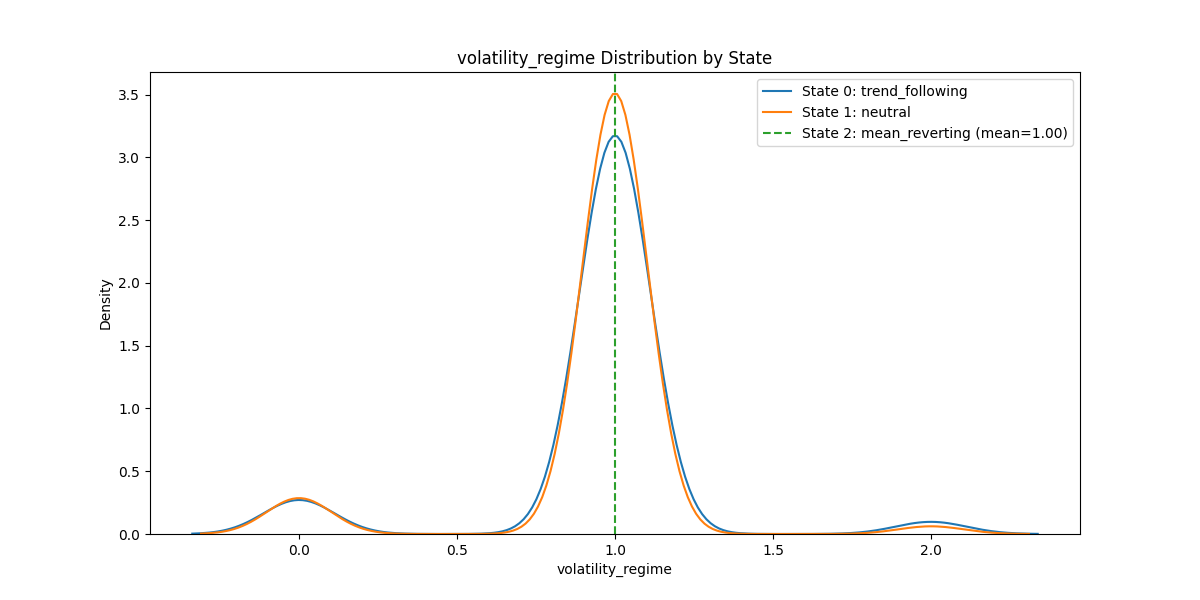 volatility_regime Distribution by State
State 0: trend_following
State 1: neutral
State 2: mean_reverting (mean=1.00)
3.5
3.0
2.5
2.0
1.5
1.0
0.5
0.0
Density
0.0 0.5 1.0 1.5 2.0
volatility_regime